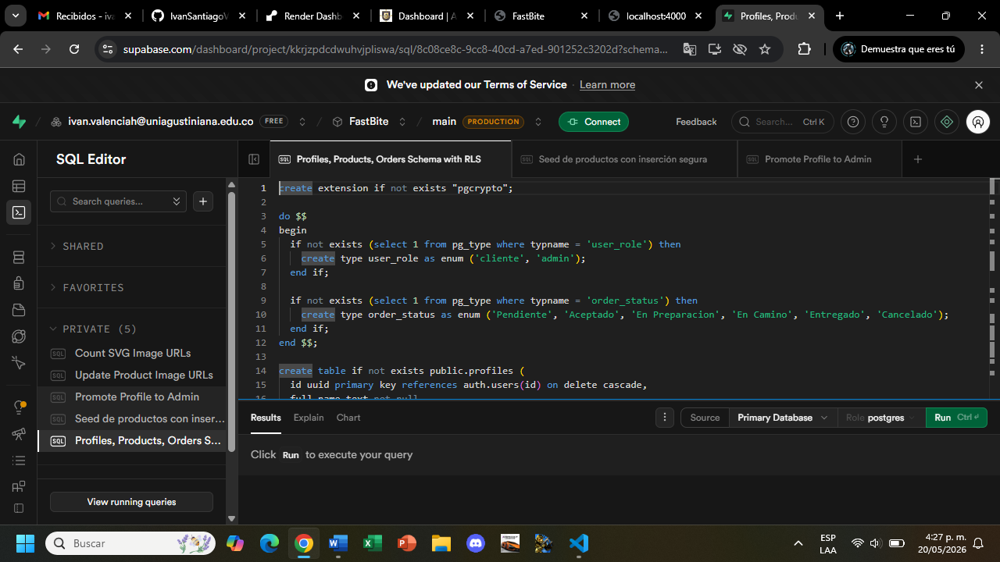 Recibidos - iva
IvanSantiagoV
Render Dashb
Dashboard | A
FastBite
localhost:4000
Profiles, Produ
supabase.com/dashboard/project/kkrjzpdcdwuhvjpliswa/sql/8c08ce8c-9cc8-40cd-a7ed-901252c3202d?schema...
Demuestra que eres tú
We've updated our Terms of Service · Learn more
ivan.valenciah@uniagustiniana.edu.co
FREE
FastBite
main
PRODUCTION
Connect
Feedback
Search...
Ctrl K
SQL Editor
Profiles, Products, Orders Schema with RLS
Seed de productos con inserción segura
Promote Profile to Admin
Search queries...
SHARED
FAVORITES
PRIVATE (5)
Count SVG Image URLs
Update Product Image URLs
Promote Profile to Admin
Seed de productos con inser...
Profiles, Products, Orders S...
View running queries
1 create extension if not exists "pgcrypto";
2
3 do $$
4 begin
5 if not exists (select 1 from pg_type where typname = 'user_role') then
6 create type user_role as enum ('cliente', 'admin');
7 end if;
8
9 if not exists (select 1 from pg_type where typname = 'order_status') then
10 create type order_status as enum ('Pendiente', 'Aceptado', 'En Preparacion', 'En Camino', 'Entregado', 'Cancelado');
11 end if;
12 end $$;
13
14 create table if not exists public.profiles (
15 id uuid primary key references auth.users(id) on delete cascade,
16 full_name text not null
Results
Explain
Chart
Source
Primary Database
Role postgres
Run Ctrl
Click Run to execute your query
Buscar
ESP
LAA
4:27 p. m.
20/05/2026